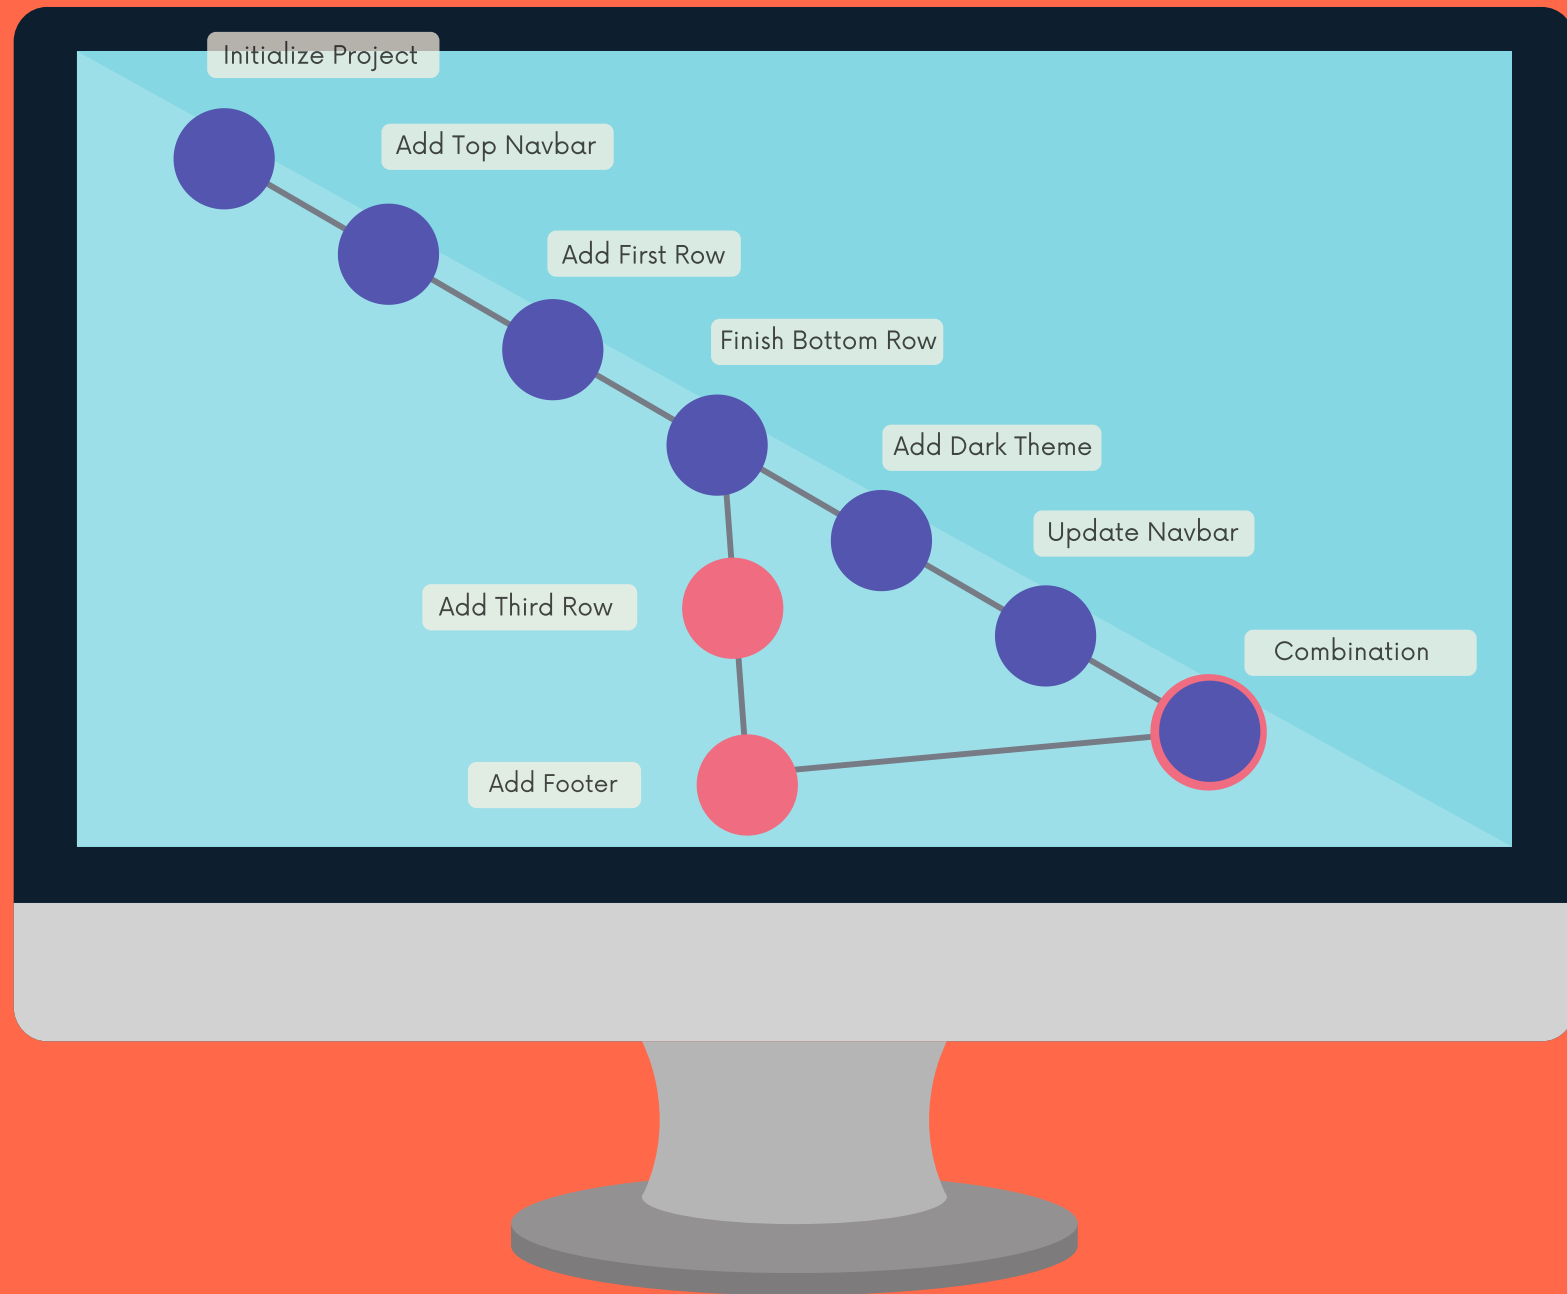 Initialize Project
Add Top Navbar
Add First Row
Finish Bottom Row
Add Dark Theme
Update Navbar
Add Third Row
Combination
Add Footer